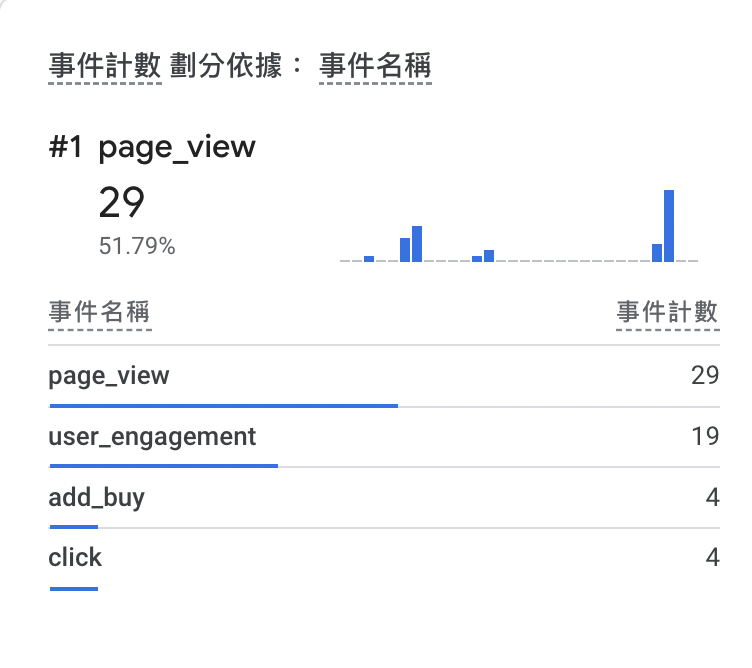 事件計數 劃分依據： 事件名稱
#1 page_view
29
51.79%
事件名稱 事件計數
page_view 29
user_engagement 19
add_buy 4
click 4